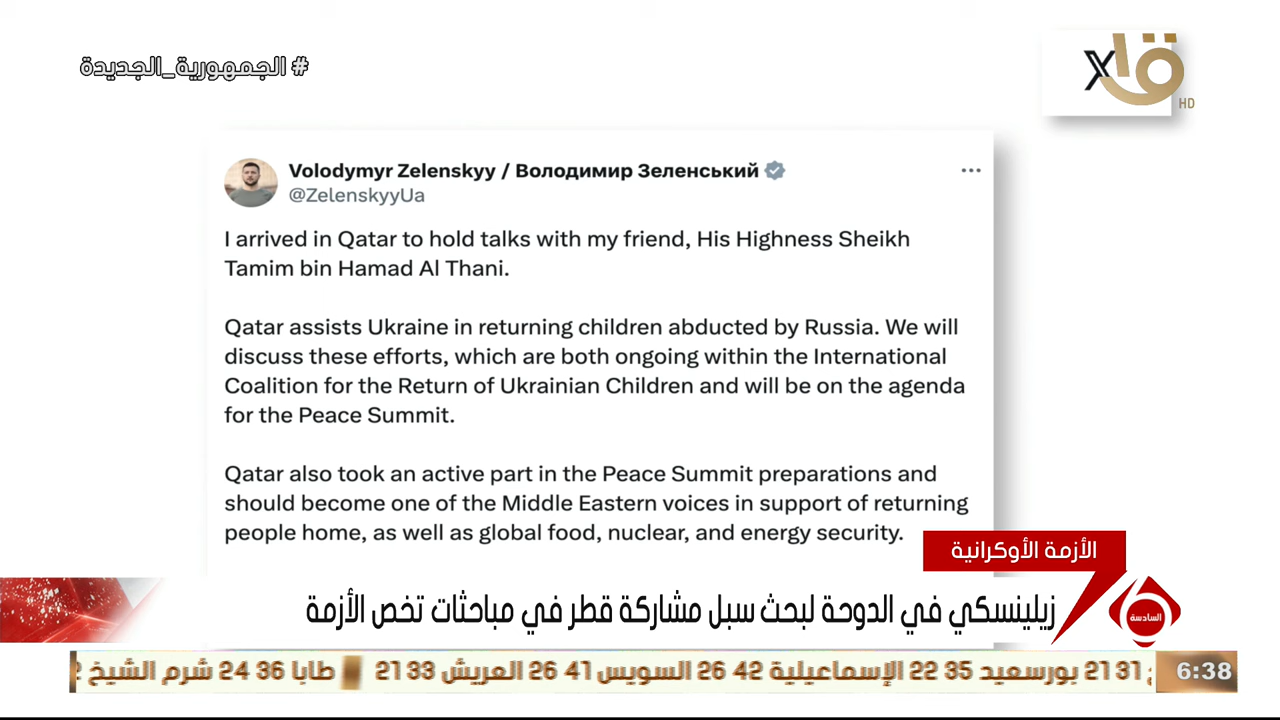 # الجمهورية_الجديدة
X
HD
Volodymyr Zelenskyy / Володимир Зеленський
@ZelenskyyUa
I arrived in Qatar to hold talks with my friend, His Highness Sheikh
Tamim bin Hamad Al Thani.
Qatar assists Ukraine in returning children abducted by Russia. We will
discuss these efforts, which are both ongoing within the International
Coalition for the Return of Ukrainian Children and will be on the agenda
for the Peace Summit.
Qatar also took an active part in the Peace Summit preparations and
should become one of the Middle Eastern voices in support of returning
people home, as well as global food, nuclear, and energy security.
الأزمة الأوكرانية
السادسة
زيلينسكي في الدوحة لبحث سبل مشاركة قطر في مباحثات تخص الأزمة
31 21 بورسعيد 35 22 الإسماعيلية 42 26 السويس 41 26 العريش 33 21 طابا 36 24 شرم الشيخ
6:38